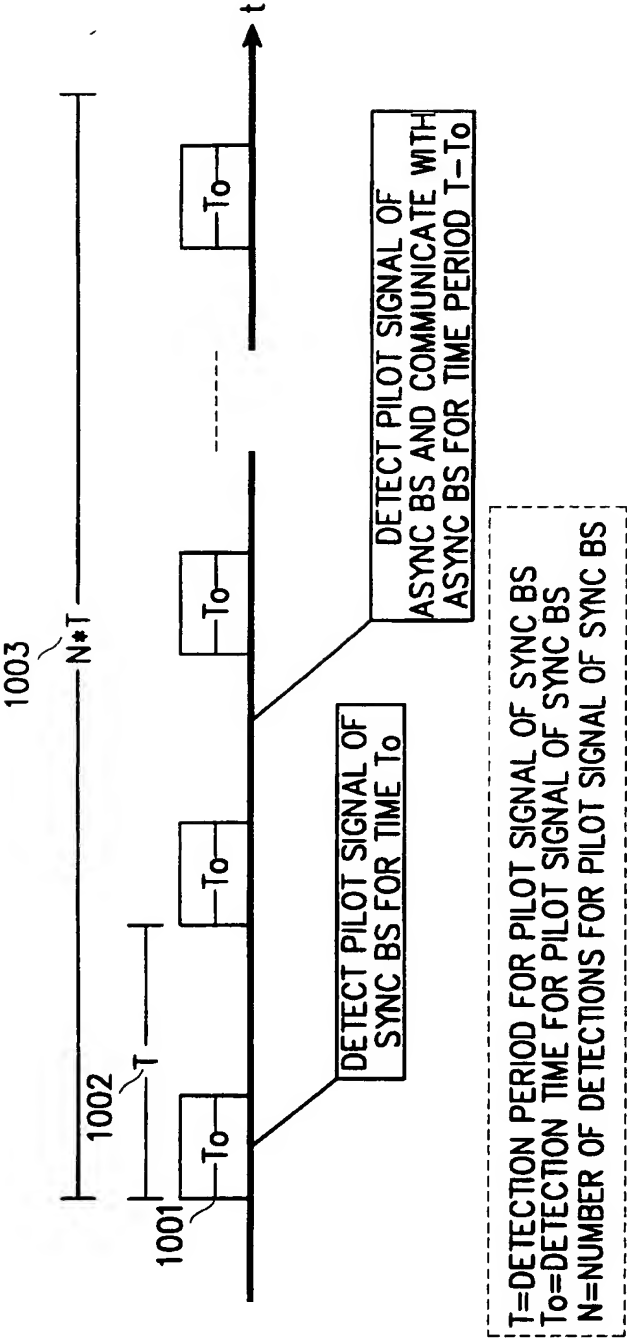 1003
N*T
1002
T
1001
To
To
To
To
t
DETECT PILOT SIGNAL OF
SYNC BS FOR TIME To
DETECT PILOT SIGNAL OF
ASYNC BS AND COMMUNICATE WITH
ASYNC BS FOR TIME PERIOD T-To
T=DETECTION PERIOD FOR PILOT SIGNAL OF SYNC BS
To=DETECTION TIME FOR PILOT SIGNAL OF SYNC BS
N=NUMBER OF DETECTIONS FOR PILOT SIGNAL OF SYNC BS